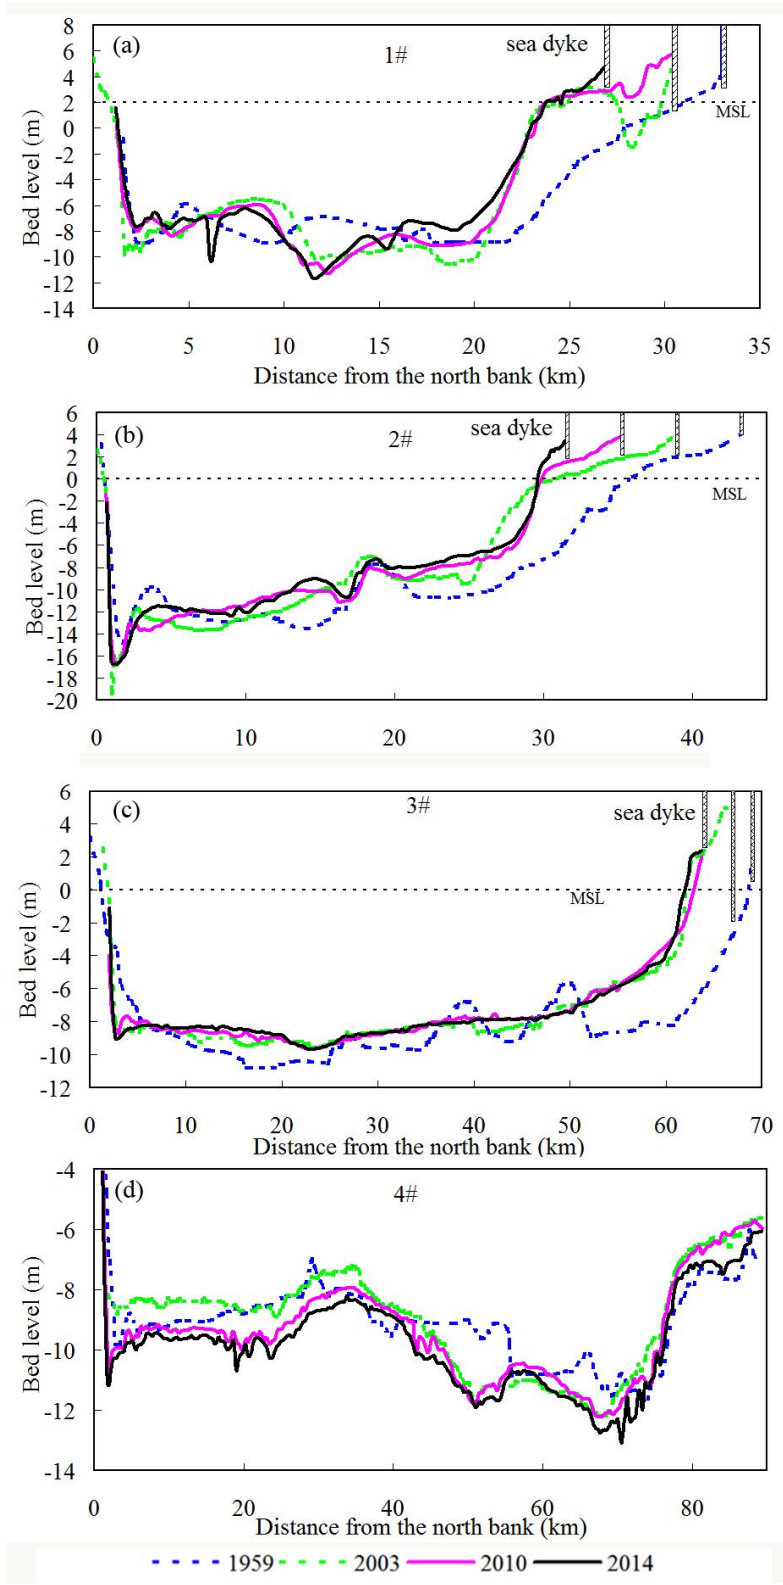 8
(a)
1#
sea dyke
6
4
2
MSL
0
-2
-4
-6
-8
-10
-12
-14
Bed level (m)
0 5 10 15 20 25 30 35
Distance from the north bank (km)
6
(b)
2#
sea dyke
4
2
0
MSL
-2
-4
-6
-8
-10
-12
-14
-16
-18
-20
Bed level (m)
0 10 20 30 40
6
(c)
3#
sea dyke
4
2
0
MSL
-2
-4
-6
-8
-10
-12
Bed level (m)
0 10 20 30 40 50 60 70
Distance from the north bank (km)
-4
(d)
4#
-6
-8
-10
-12
-14
Bed level (m)
0 20 40 60 80
Distance from the north bank (km)
1959 2003 2010 2014